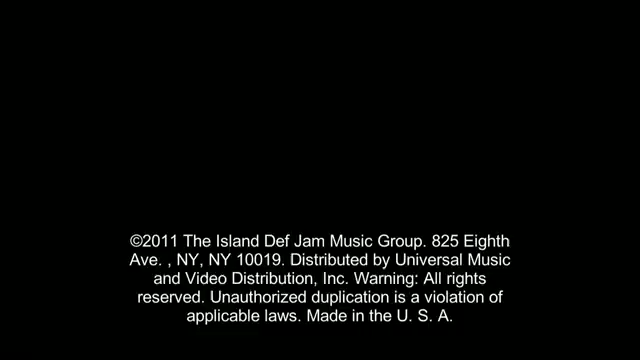 ©2011 The Island Def Jam Music Group. 825 Eighth
Ave. , NY, NY 10019. Distributed by Universal Music
and Video Distribution, Inc. Warning: All rights
reserved. Unauthorized duplication is a violation of
applicable laws. Made in the U. S. A.